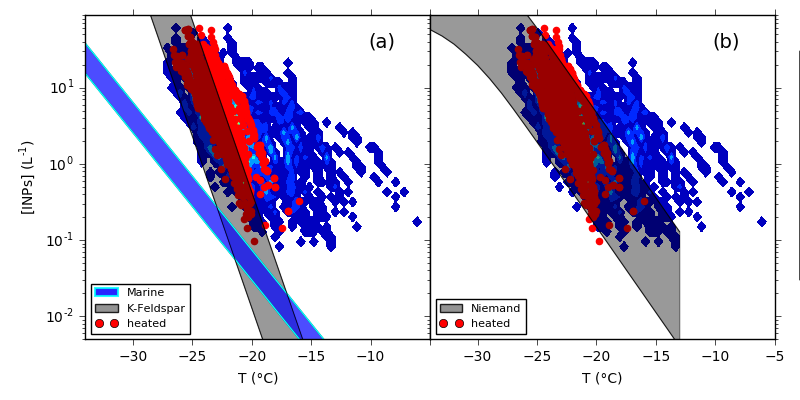 (a)
(b)
[INPs] (L⁻¹)
10¹
10⁰
10⁻¹
10⁻²
Marine
K-Feldspar
heated
Niemand
heated
−30 −25 −20 −15 −10
−30 −25 −20 −15 −10 −5
T (°C)
T (°C)